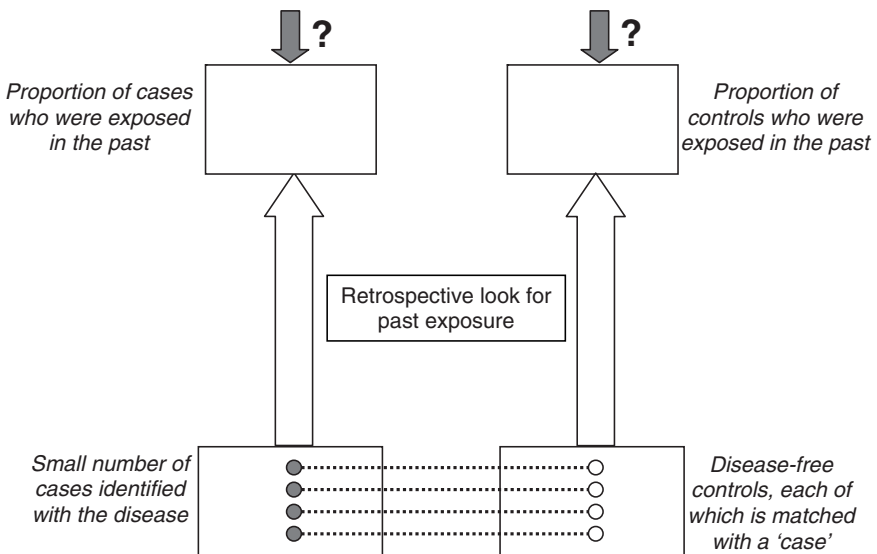 ?
?
Proportion of cases
who were exposed
in the past
Proportion of
controls who were
exposed in the past
Retrospective look for
past exposure
Small number of
cases identified
with the disease
Disease-free
controls, each of
which is matched
with a ‘case’